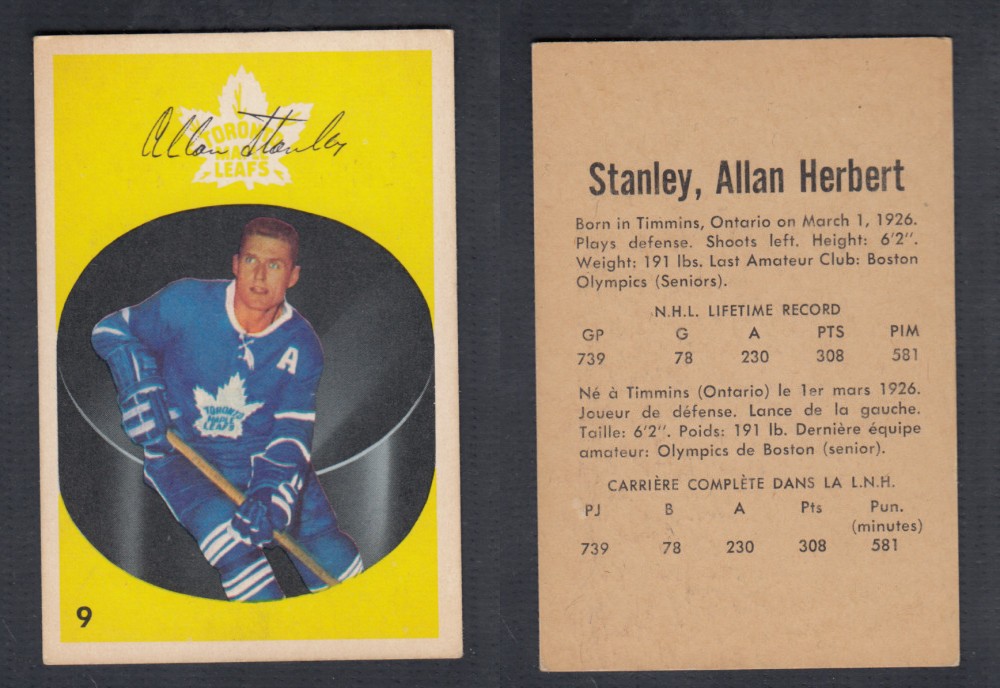 Allan Stanley
TORONTO
MAPLE
LEAFS
A
TORONTO
MAPLE
LEAFS
9
Stanley, Allan Herbert
Born in Timmins, Ontario on March 1, 1926.
Plays defense. Shoots left. Height: 6'2".
Weight: 191 lbs. Last Amateur Club: Boston
Olympics (Seniors).
N.H.L. LIFETIME RECORD
GP G A PTS PIM
739 78 230 308 581
Né à Timmins (Ontario) le 1er mars 1926.
Joueur de défense. Lance de la gauche.
Taille: 6'2". Poids: 191 lb. Dernière équipe
amateur: Olympics de Boston (senior).
CARRIÈRE COMPLÈTE DANS LA L.N.H.
PJ B A Pts Pun.
(minutes)
739 78 230 308 581